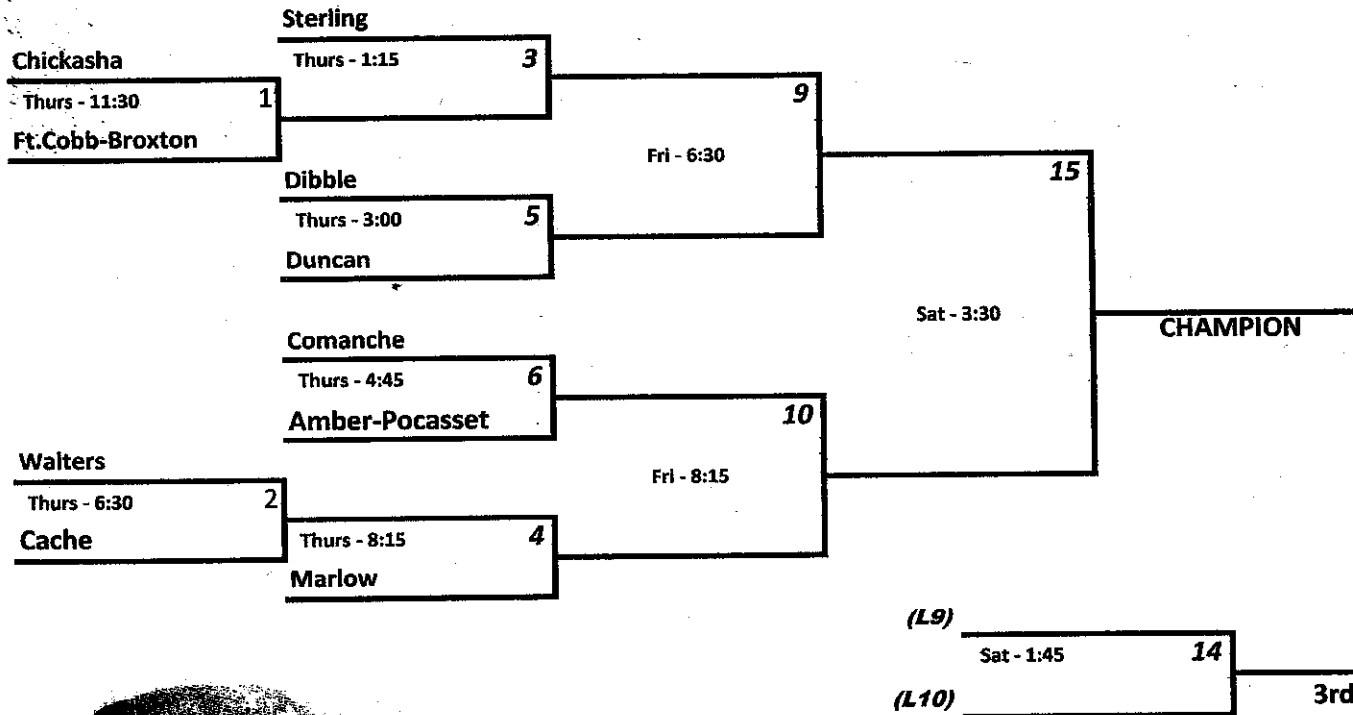 Sterling
Chickasha
Thurs - 1:15 3
Thurs - 11:30 1
9
Ft.Cobb-Broxton
Fri - 6:30
15
Dibble
Thurs - 3:00 5
Duncan
Sat - 3:30
CHAMPION
Comanche
Thurs - 4:45 6
Amber-Pocasset
10
Walters
Fri - 8:15
Thurs - 6:30 2
Cache
Thurs - 8:15 4
Marlow
(L9)
Sat - 1:45 14
(L10)
3rd